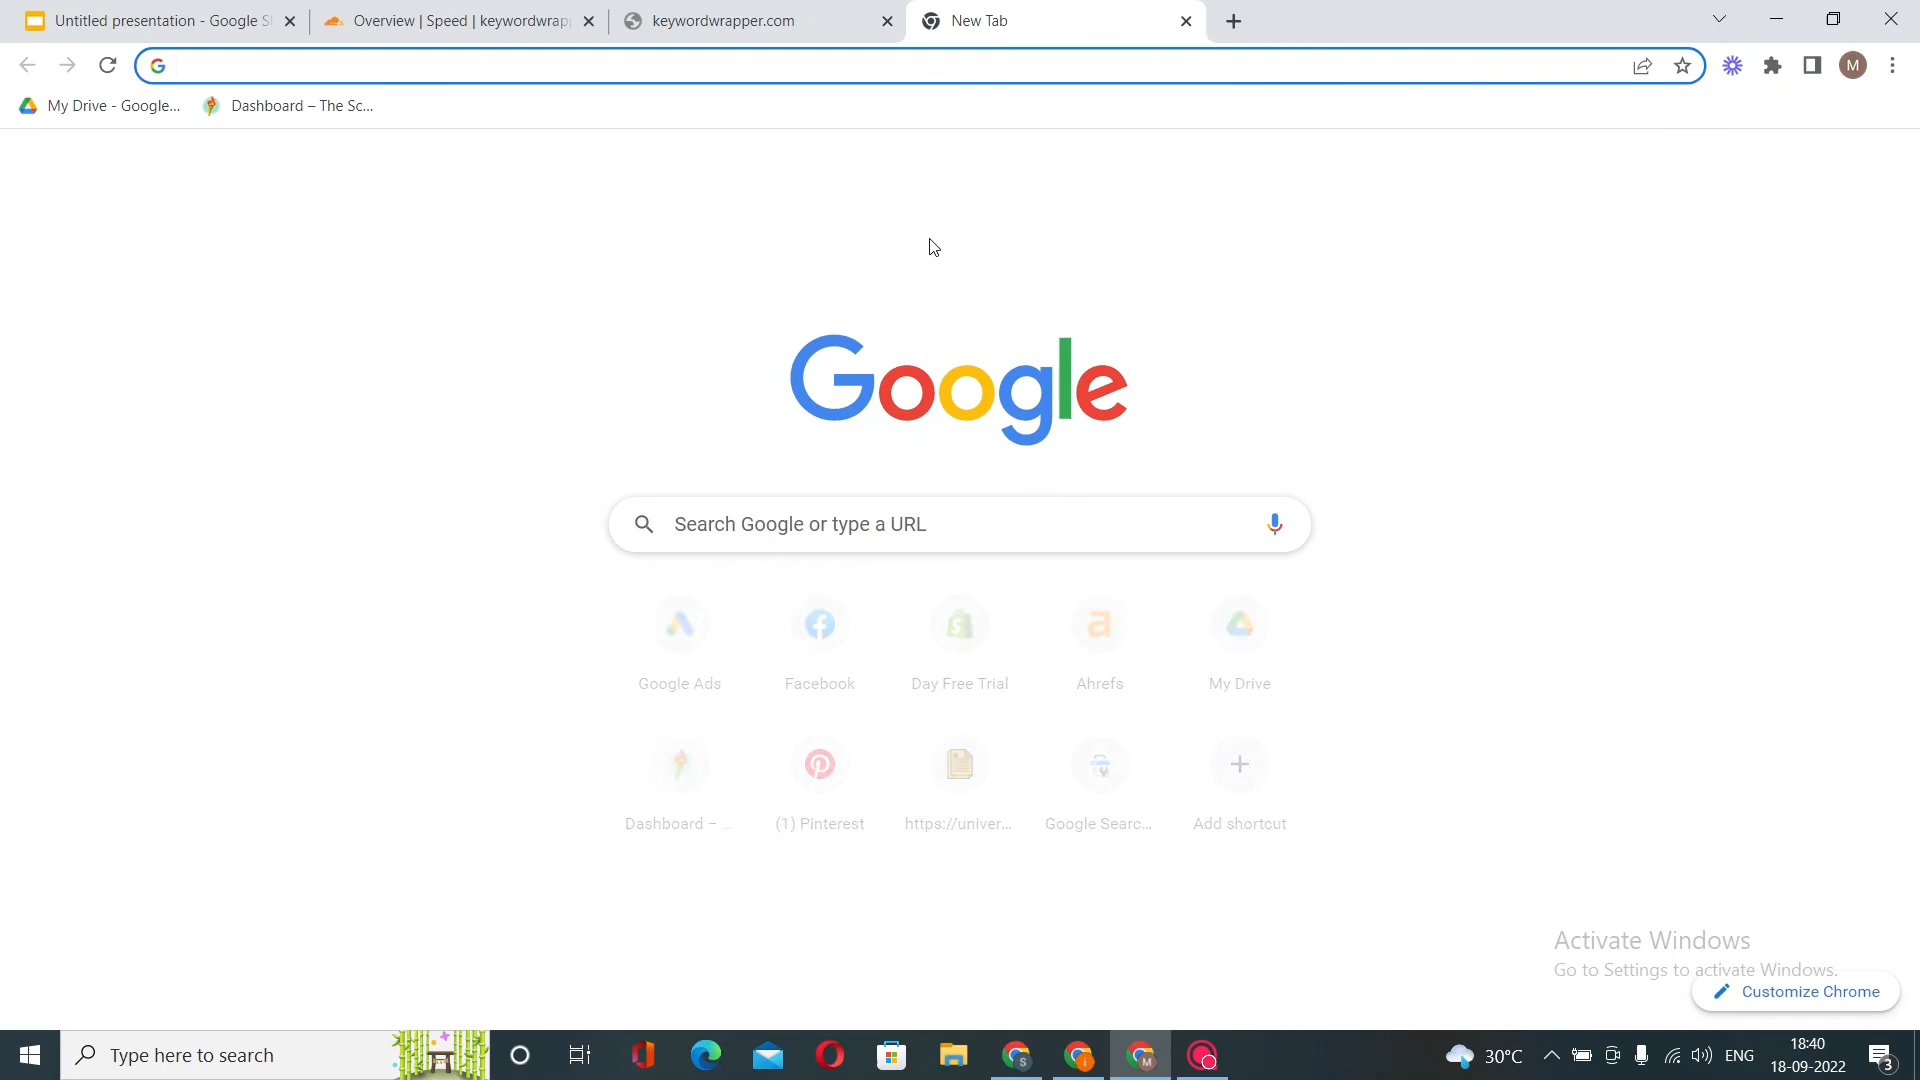 Untitled presentation - Google Sl
Overview | Speed | keywordwrapp
keywordwrapper.com
New Tab
M
My Drive - Google...
Dashboard – The Sc...
Google
Search Google or type a URL
Google Ads
Facebook
Day Free Trial
Ahrefs
My Drive
Dashboard – ...
(1) Pinterest
https://univer...
Google Searc...
Add shortcut
Activate Windows
Go to Settings to activate Windows.
Customize Chrome
Type here to search
30°C
ENG
18:40
18-09-2022
3